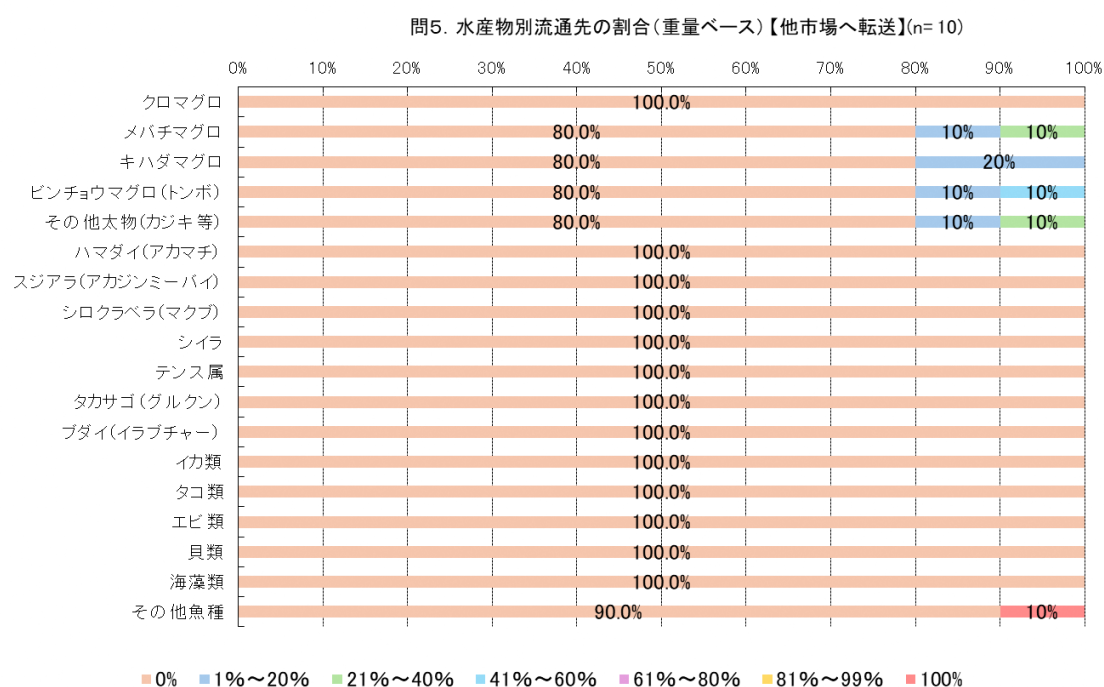 問5．水産物別流通先の割合（重量ベース）【他市場へ転送】(n= 10)
0% 10% 20% 30% 40% 50% 60% 70% 80% 90% 100%
クロマグロ 100.0%
メバチマグロ 80.0% 10% 10%
キハダマグロ 80.0% 20%
ビンチョウマグロ（トンボ） 80.0% 10% 10%
その他太物(カジキ等) 80.0% 10% 10%
ハマダイ(アカマチ) 100.0%
スジアラ(アカジンミーバイ) 100.0%
シロクラベラ(マクブ) 100.0%
シイラ 100.0%
テンス属 100.0%
タカサゴ（グルクン） 100.0%
ブダイ(イラブチャー) 100.0%
イカ類 100.0%
タコ類 100.0%
エビ類 100.0%
貝類 100.0%
海藻類 100.0%
その他魚種 90.0% 10%
0% 1%～20% 21%～40% 41%～60% 61%～80% 81%～99% 100%